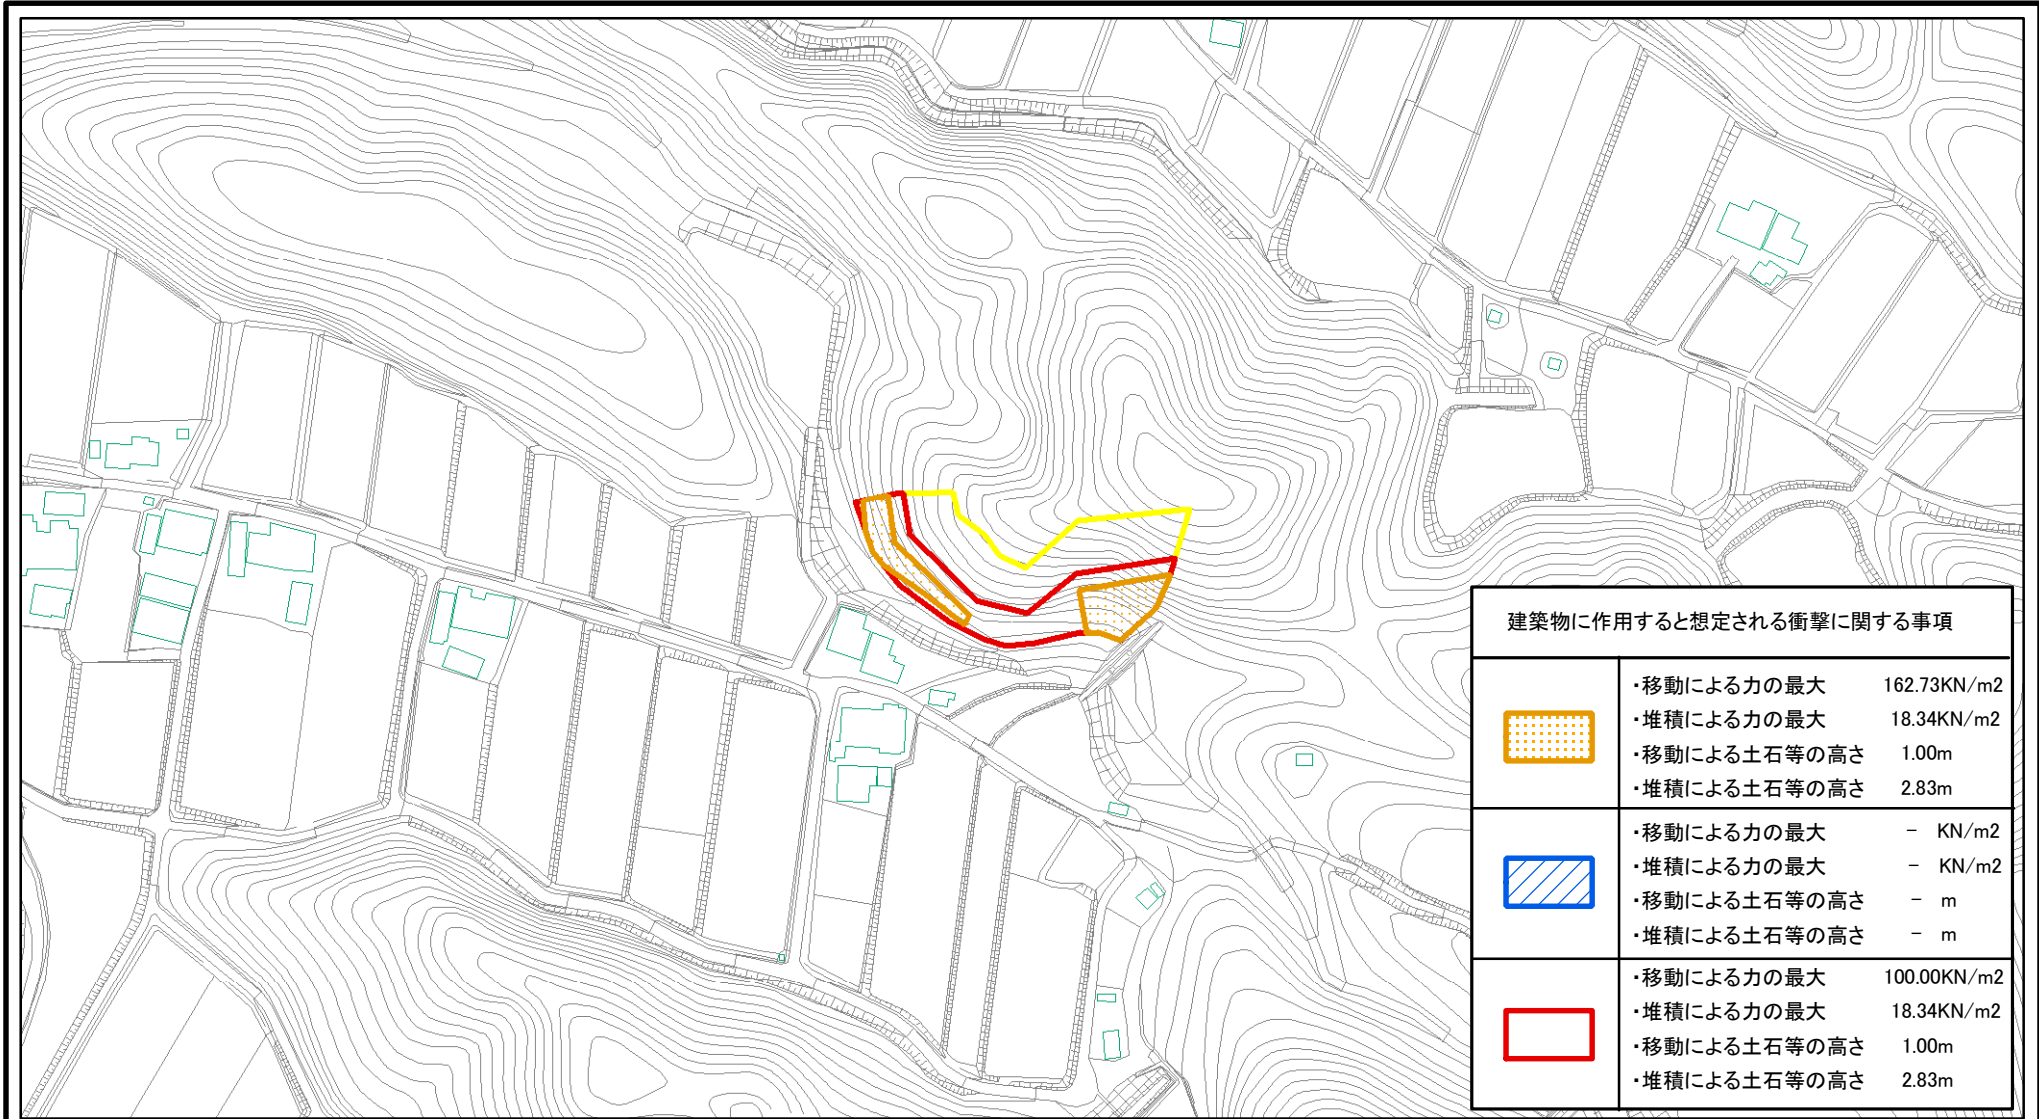 建築物に作用すると想定される衝撃に関する事項
・移動による力の最大 162.73KN/m2
・堆積による力の最大 18.34KN/m2
・移動による土石等の高さ 1.00m
・堆積による土石等の高さ 2.83m
・移動による力の最大 - KN/m2
・堆積による力の最大 - KN/m2
・移動による土石等の高さ - m
・堆積による土石等の高さ - m
・移動による力の最大 100.00KN/m2
・堆積による力の最大 18.34KN/m2
・移動による土石等の高さ 1.00m
・堆積による土石等の高さ 2.83m